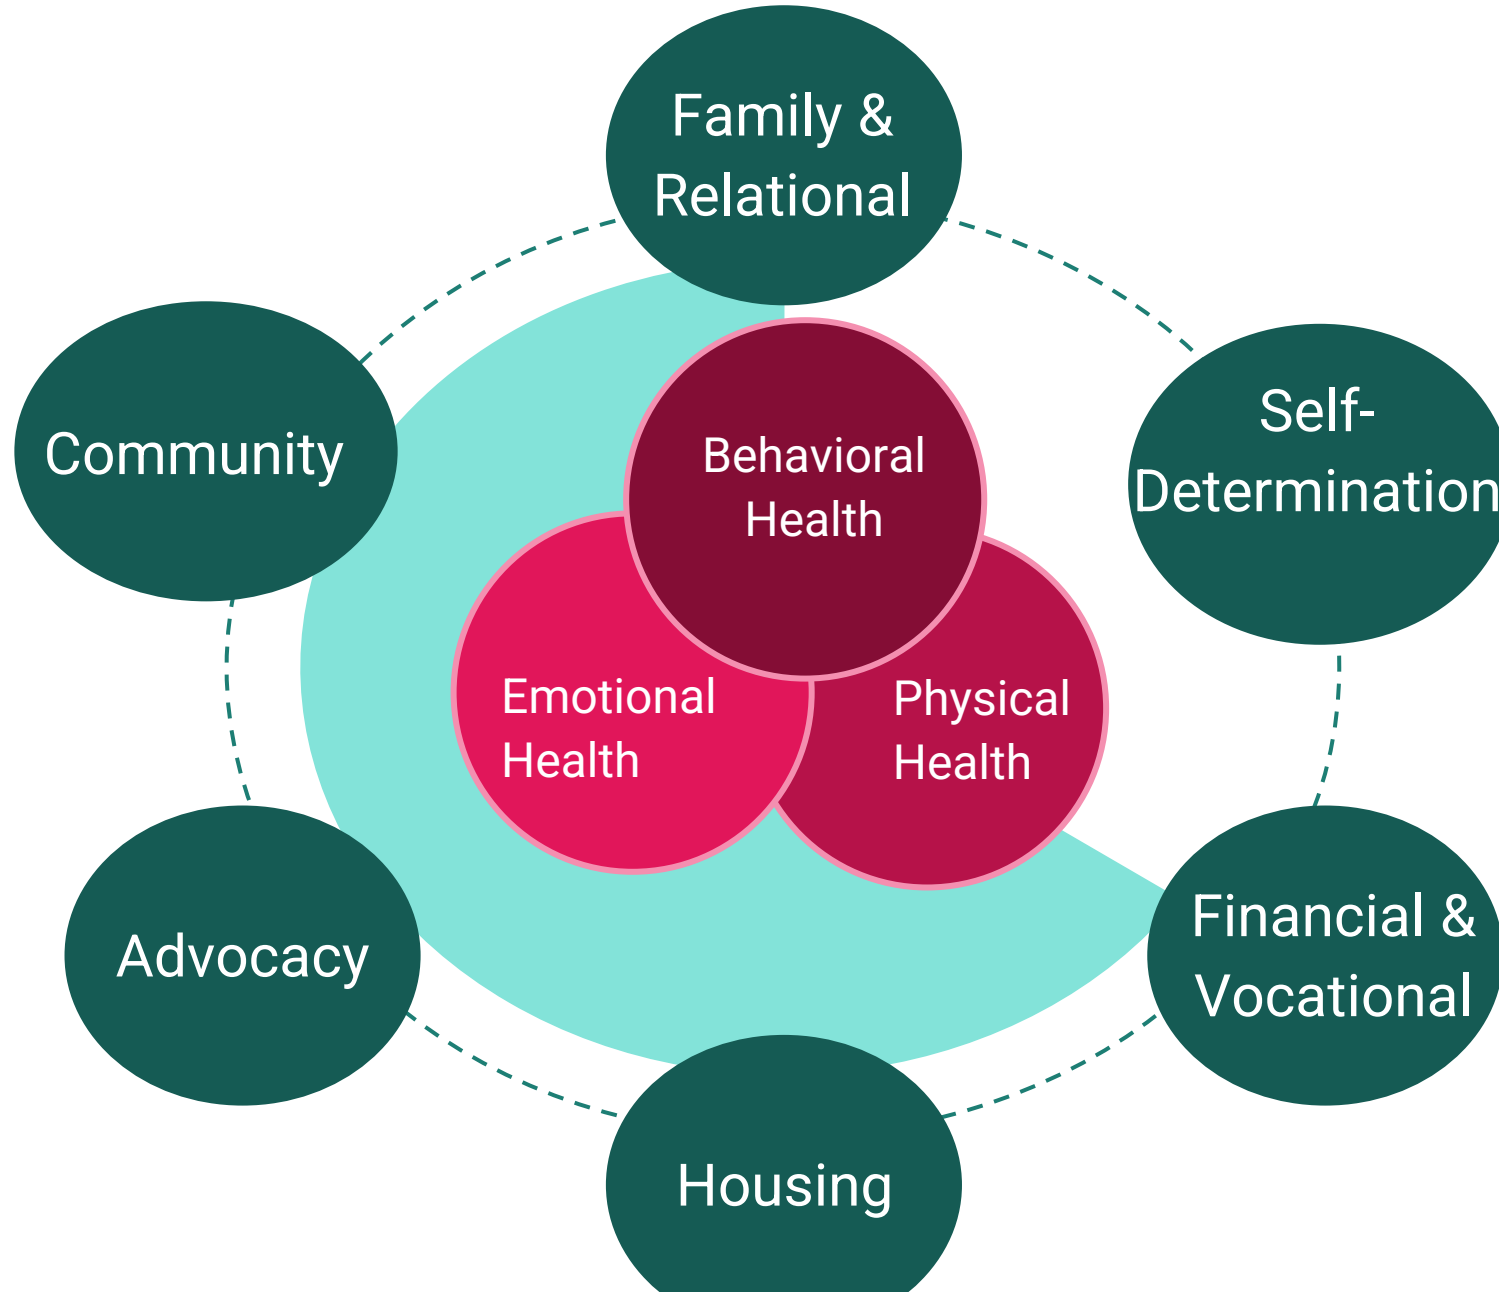 Family &
Relational
Self-
Determination
Community
Behavioral
Health
Emotional
Health
Physical
Health
Financial &
Vocational
Advocacy
Housing